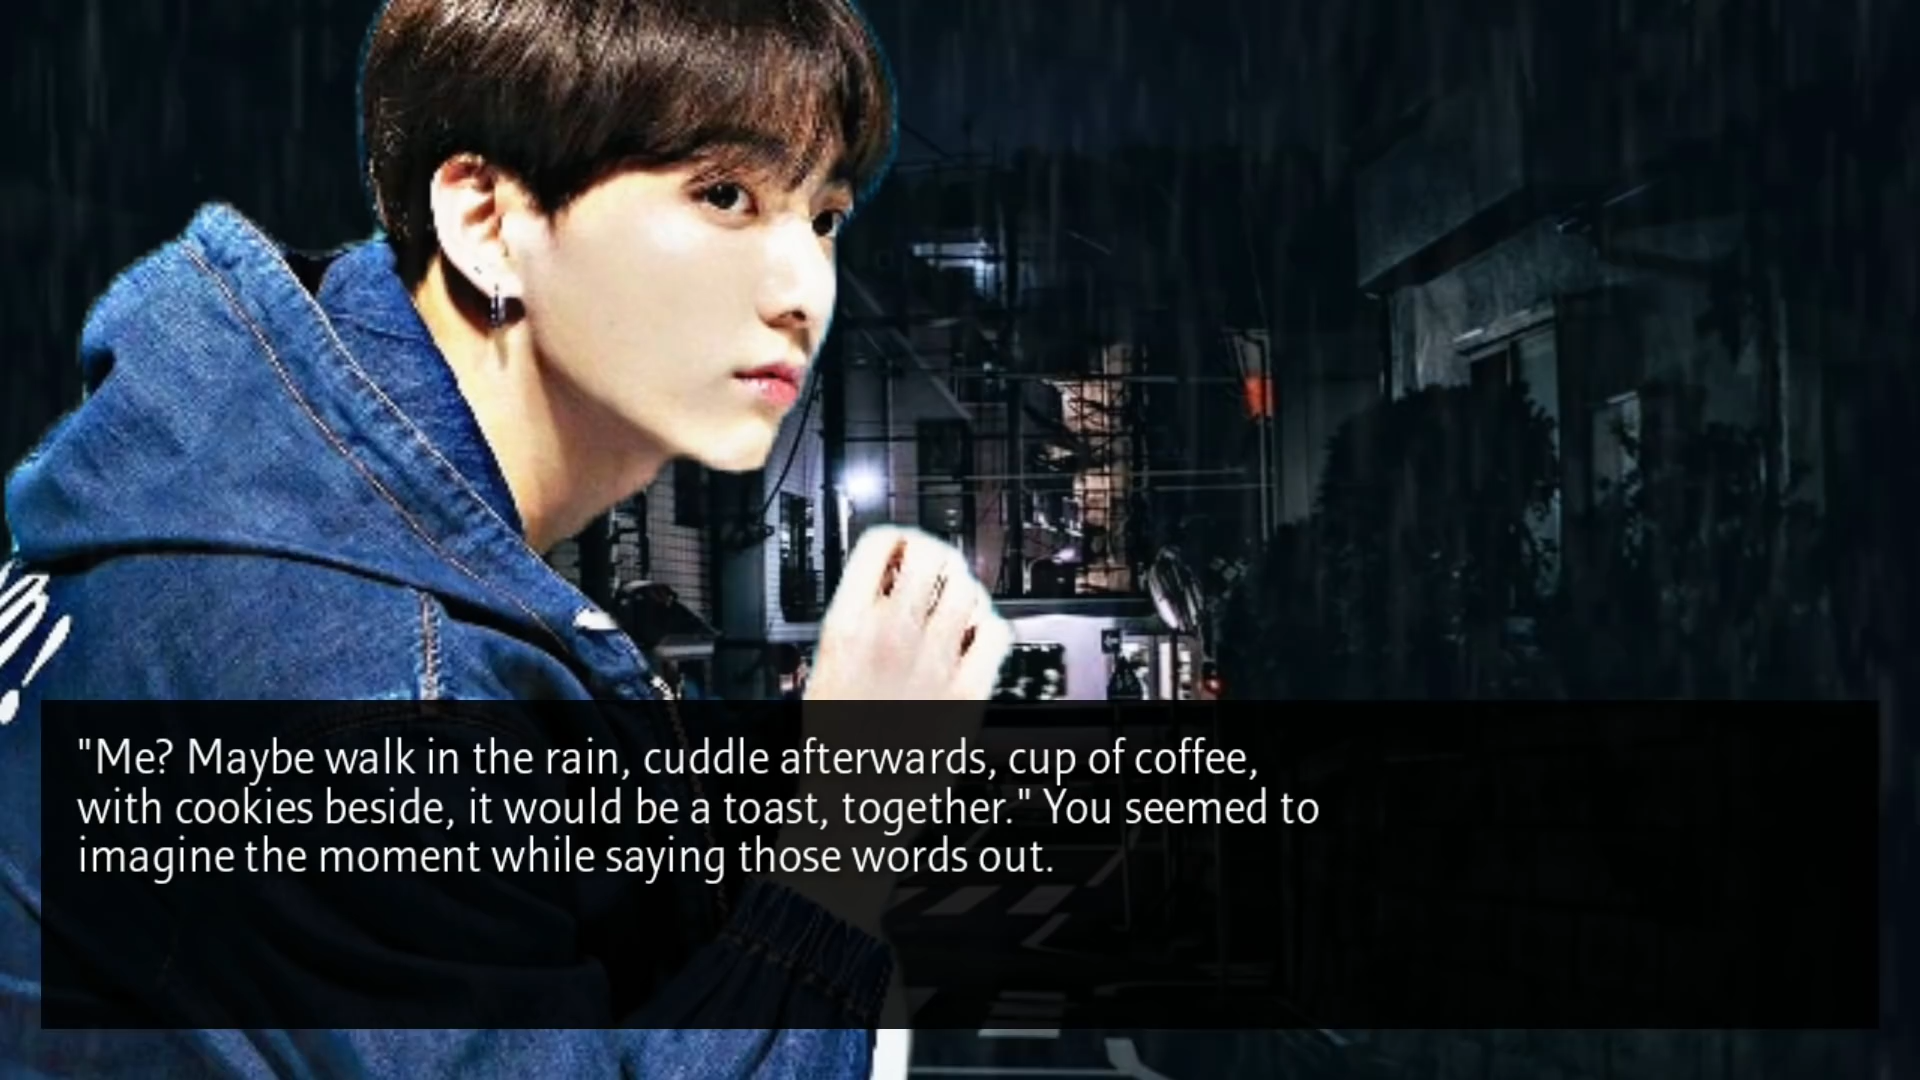 "Me? Maybe walk in the rain, cuddle afterwards, cup of coffee,
with cookies beside, it would be a toast, together." You seemed to
imagine the moment while saying those words out.